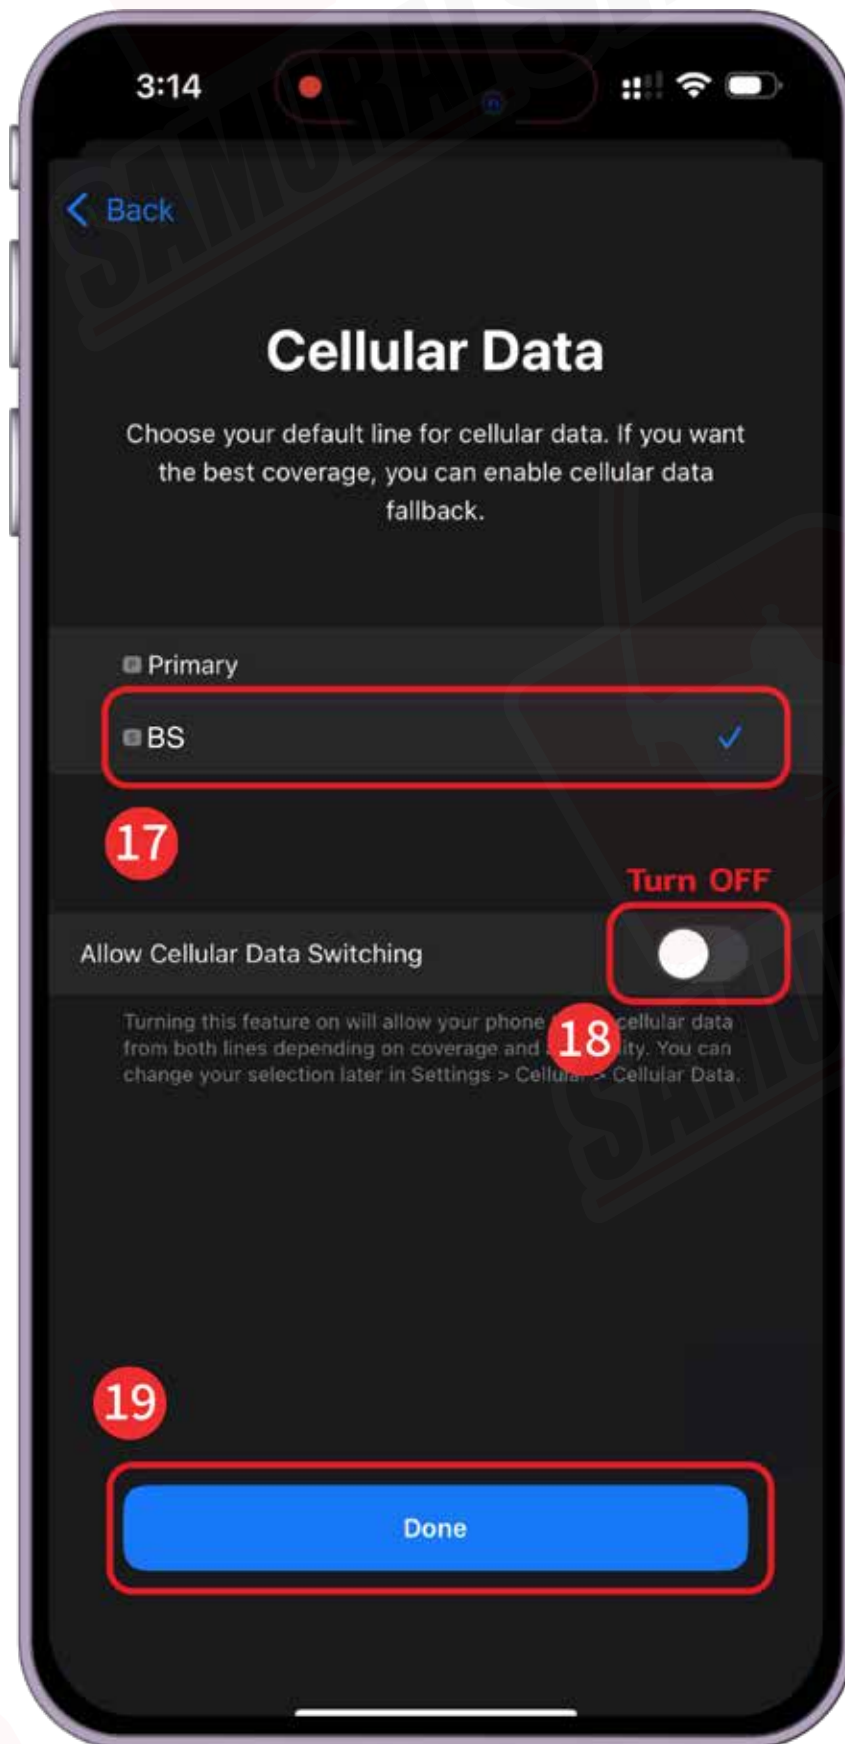 3:14
Back
Cellular Data
Choose your default line for cellular data. If you want
the best coverage, you can enable cellular data
fallback.
P Primary
S BS
17
Turn OFF
Allow Cellular Data Switching
Turning this feature on will allow your phone cellular data
18
from both lines depending on coverage and You can
change your selection later in Settings > Cellular > Cellular Data.
19
Done
SAMURAI